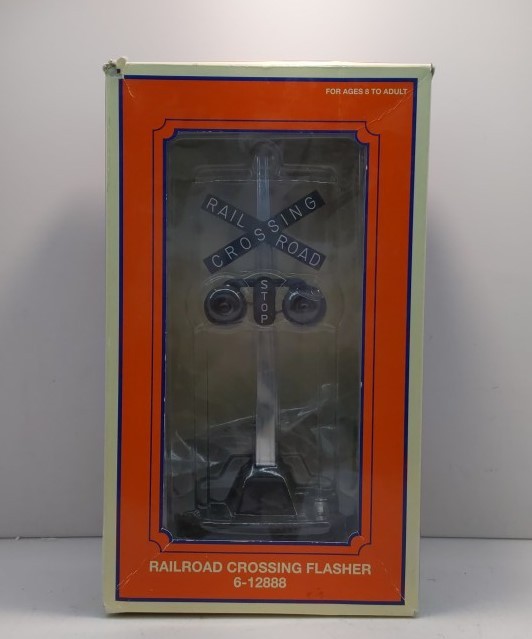 FOR AGES 8 TO ADULT
RAIL CROSSING ROAD
STOP
RAILROAD CROSSING FLASHER
6-12888